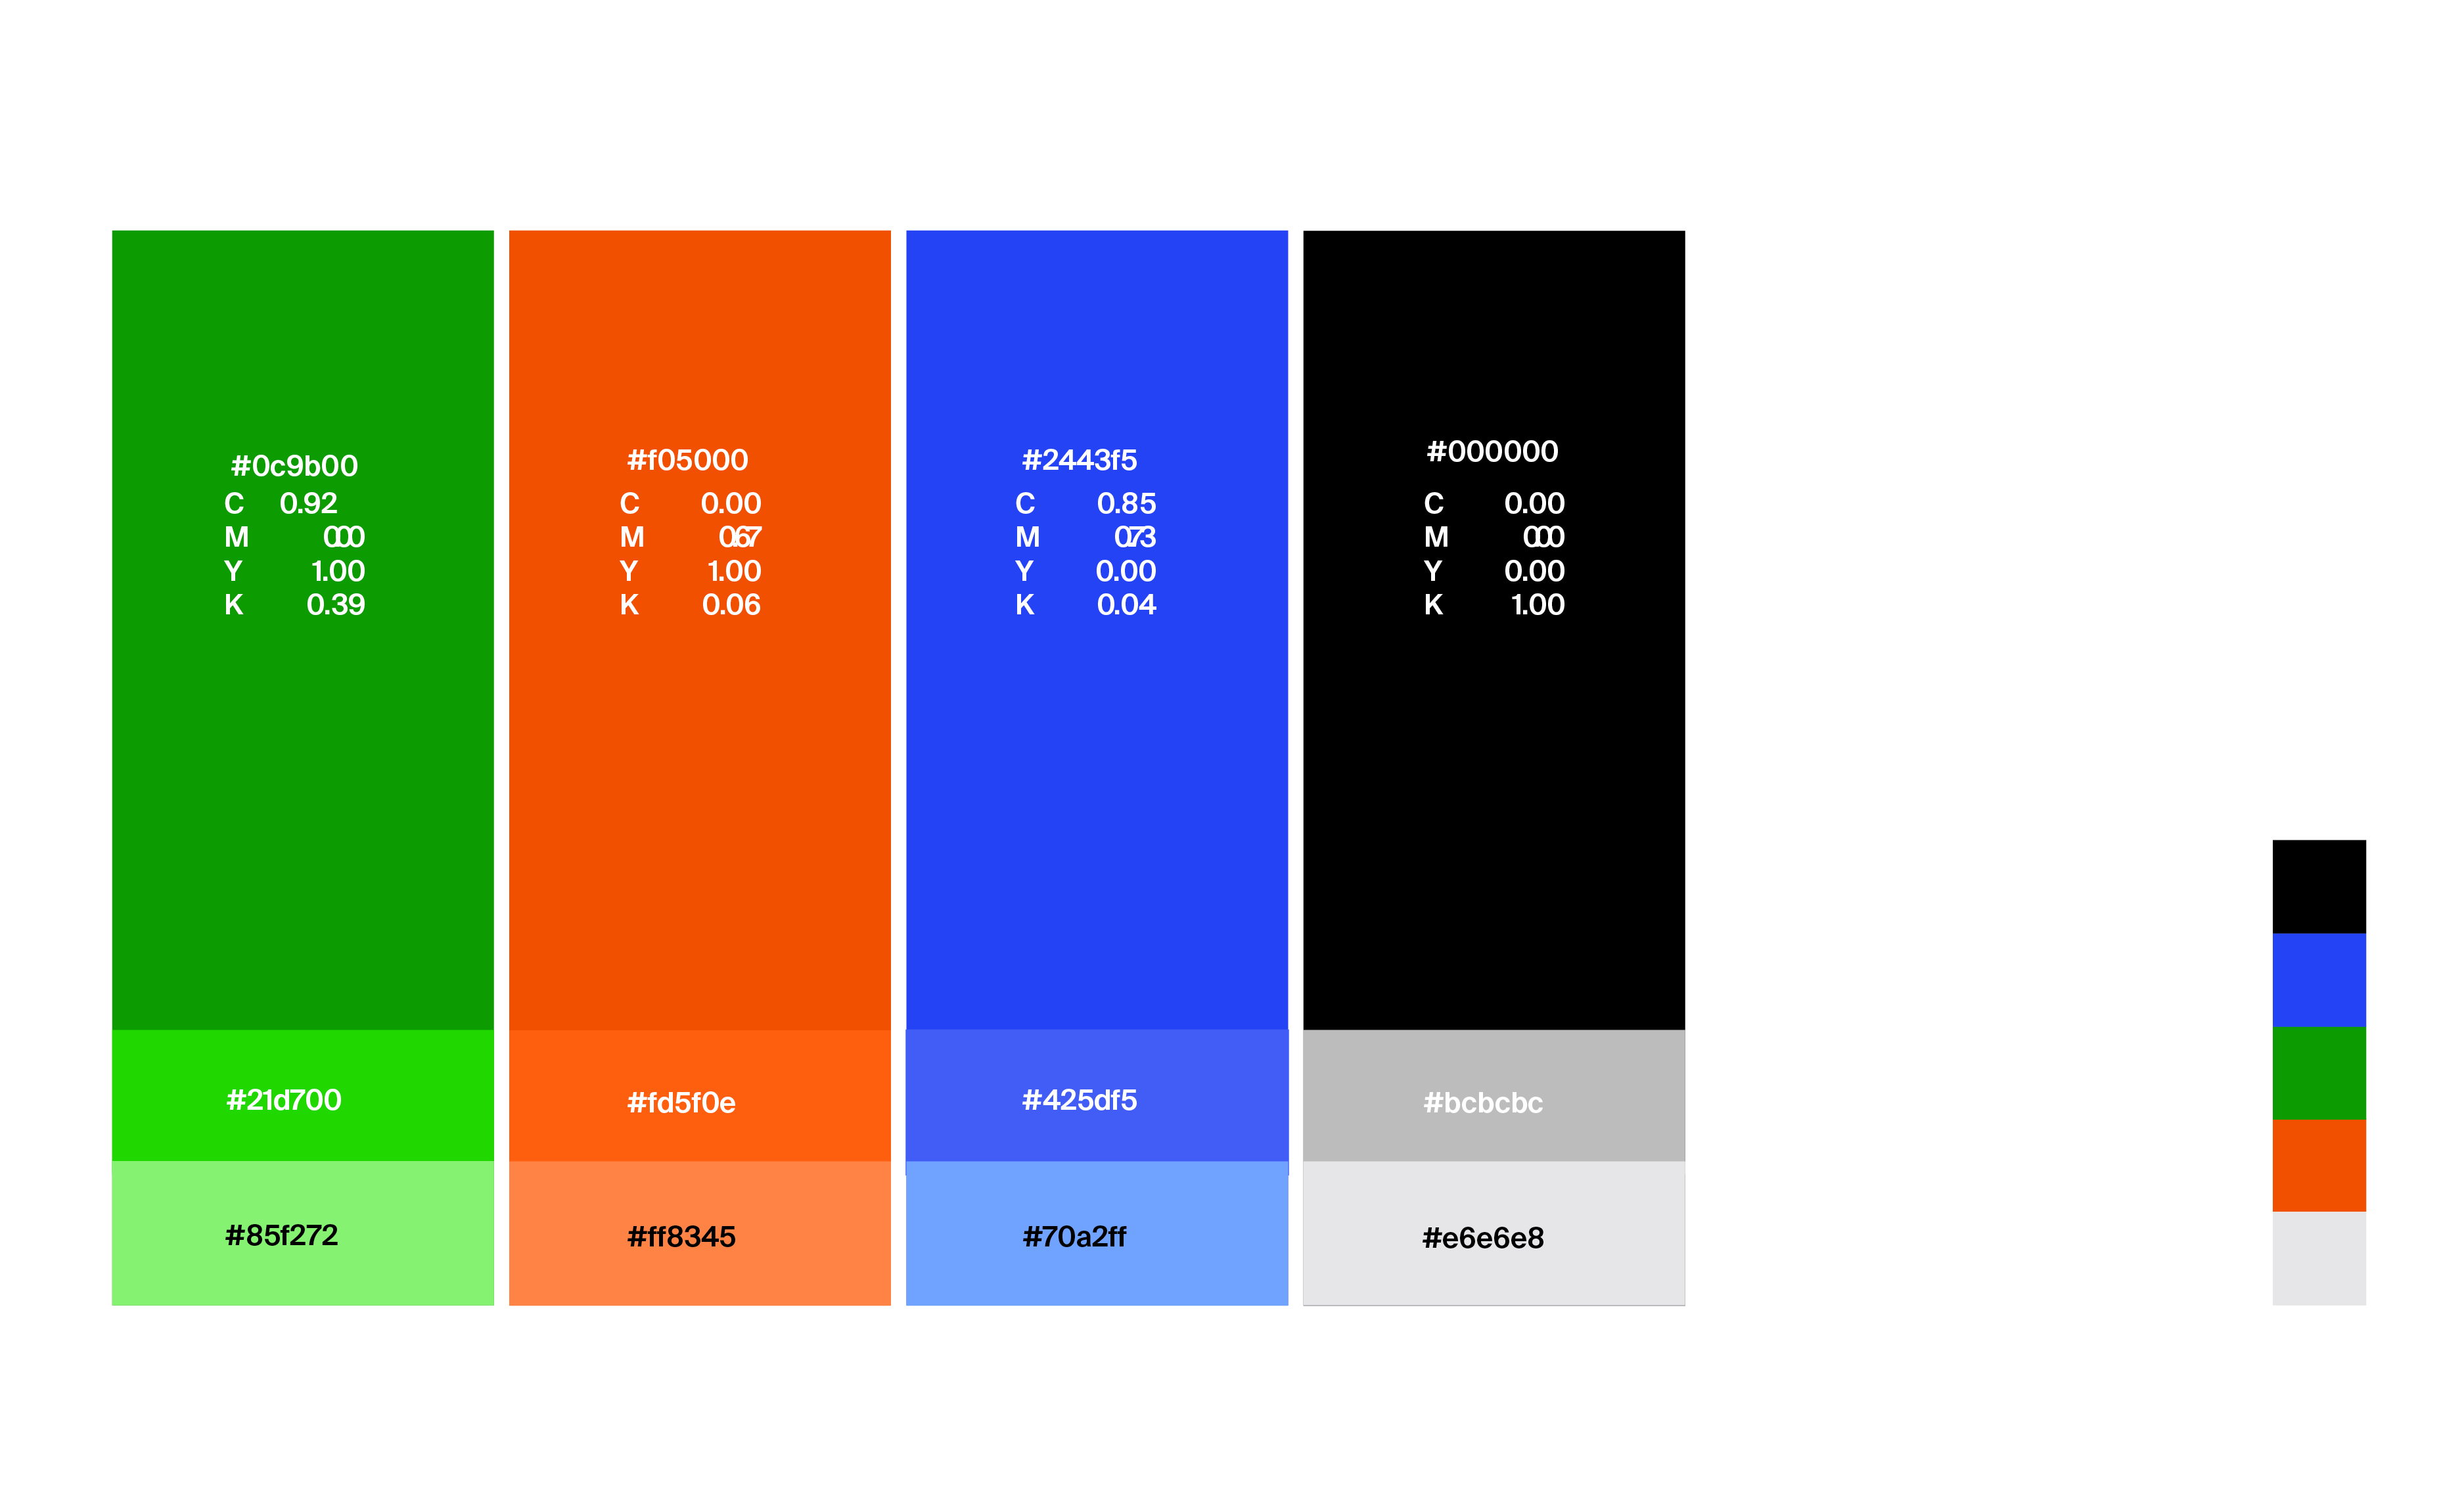 #0c9b00
C 0.92
M 0.00
Y 1.00
K 0.39
#21d700
#85f272
#f05000
C 0.00
M 0.67
Y 1.00
K 0.06
#fd5f0e
#ff8345
#2443f5
C 0.85
M 0.73
Y 0.00
K 0.04
#425df5
#70a2ff
#000000
C 0.00
M 0.00
Y 0.00
K 1.00
#bcbcbc
#e6e6e8